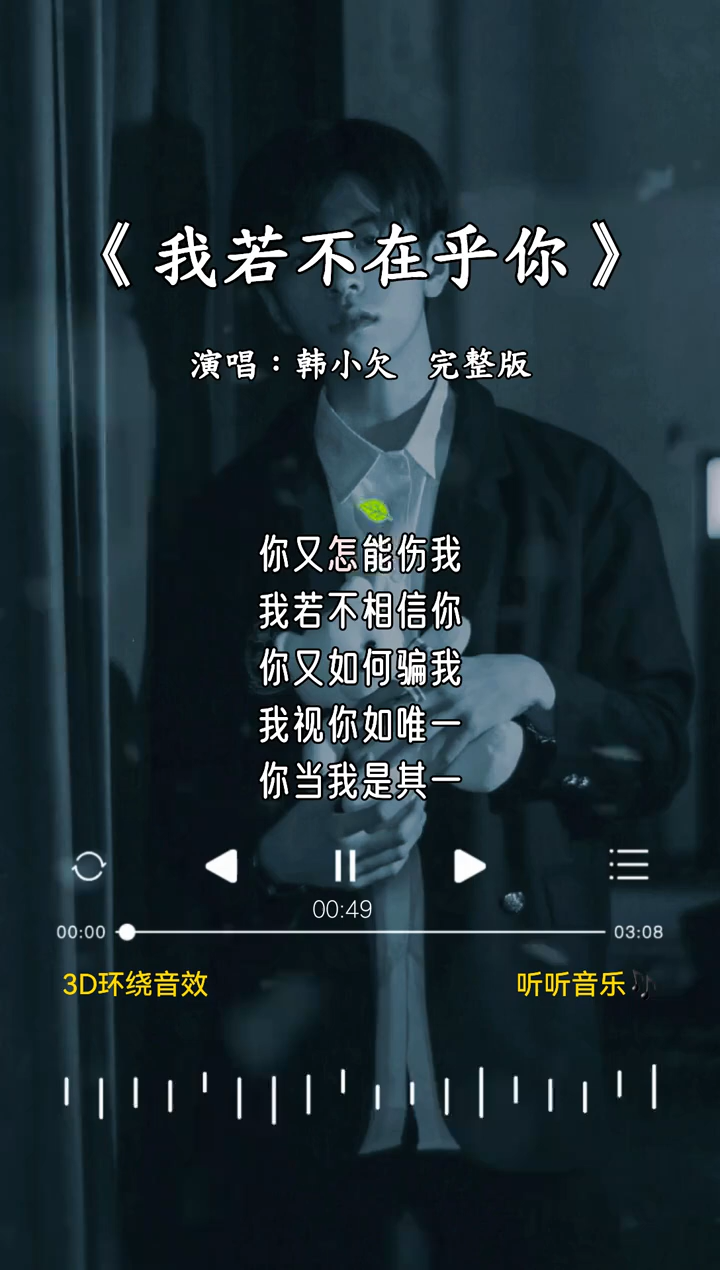 《我若不在乎你》
演唱：韩小欠 完整版
你又怎能伤我
我若不相信你
你又如何骗我
我视你如唯一
你当我是其一
00:49
00:00 03:08
3D环绕音效 听听音乐